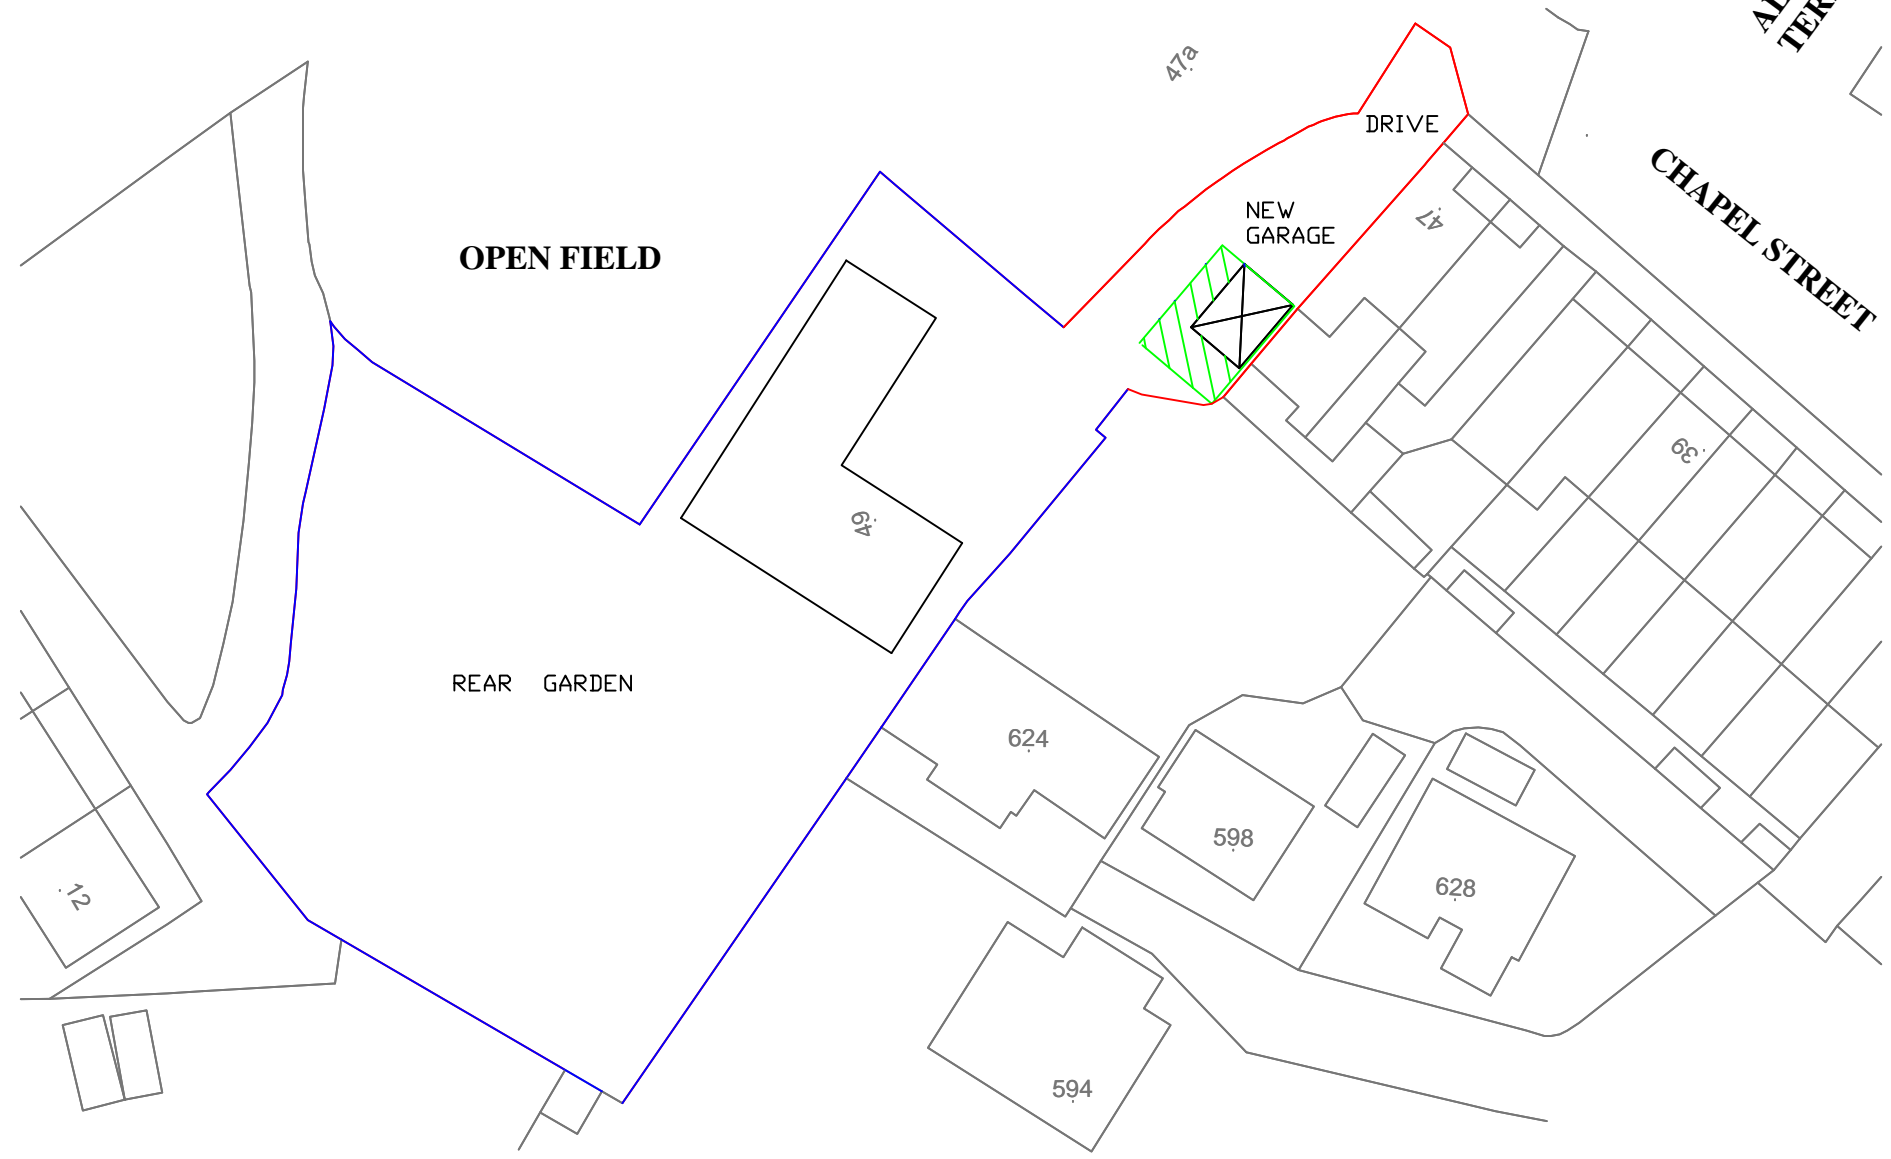 47a
DRIVE
CHAPEL STREET
NEW
GARAGE
47
OPEN FIELD
39
49
REAR GARDEN
624
598
628
12
594